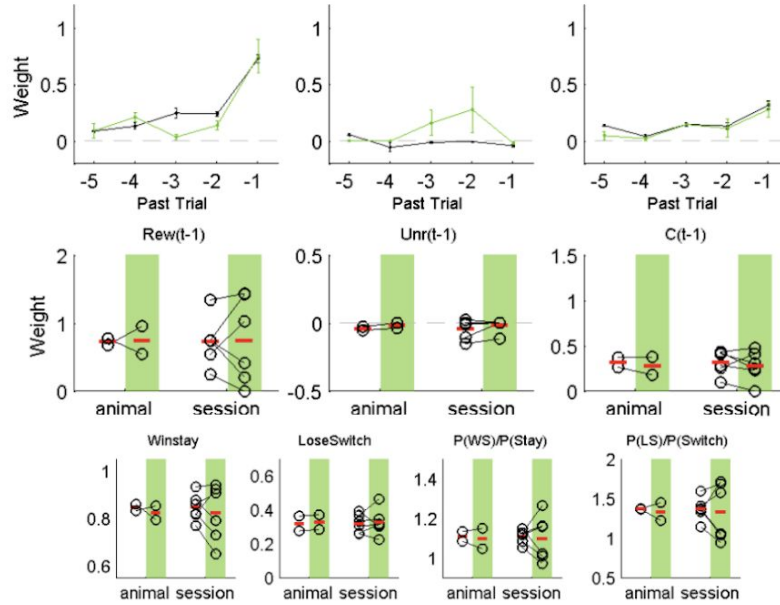 1 1 1
Weight
0.5 0.5 0.5
0 0 0
-5 -4 -3 -2 -1 -5 -4 -3 -2 -1 -5 -4 -3 -2 -1
Past Trial Past Trial Past Trial
Rew(t-1) Unr(t-1) C(t-1)
2 0.5 1.5
Weight
1 0 1
0.5
0 -0.5 0
animal session animal session animal session
Winstay LoseSwitch P(WS)/P(Stay) P(LS)/P(Switch)
1 0.6 1.4 2
0.8 0.4 1.2 1.5
0.2 1
0.6 0 1 0.5
animal session animal session animal session animal session